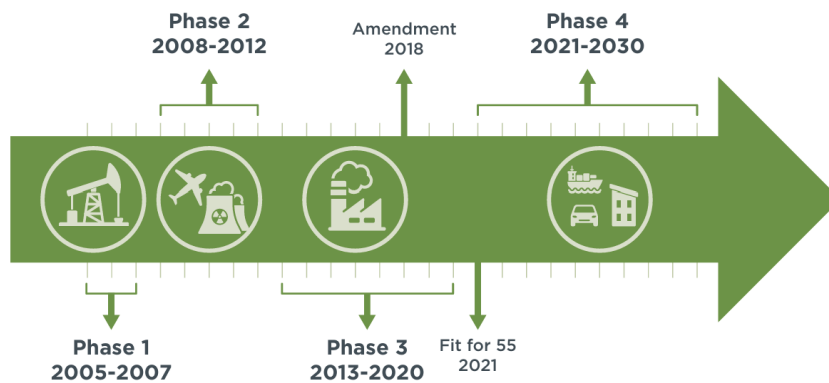 Phase 2
2008-2012
Amendment
2018
Phase 4
2021-2030
Phase 1
2005-2007
Phase 3
2013-2020
Fit for 55
2021